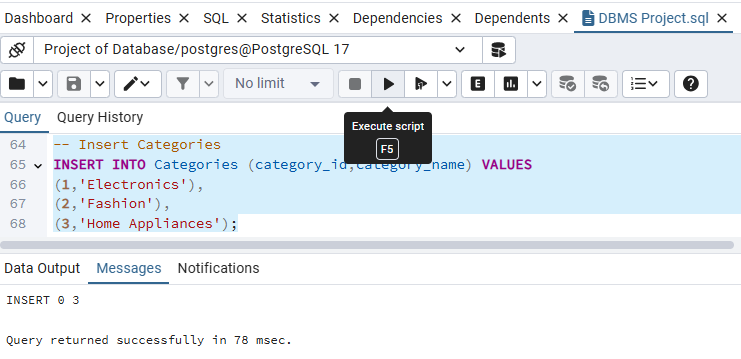 Dashboard Properties SQL Statistics Dependencies Dependents DBMS Project.sql
Project of Database/postgres@PostgreSQL 17
No limit E
Execute script
F5
Query Query History
64 -- Insert Categories
65 INSERT INTO Categories (category_id,category_name) VALUES
66 (1,'Electronics'),
67 (2,'Fashion'),
68 (3,'Home Appliances');
Data Output Messages Notifications
INSERT 0 3
Query returned successfully in 78 msec.